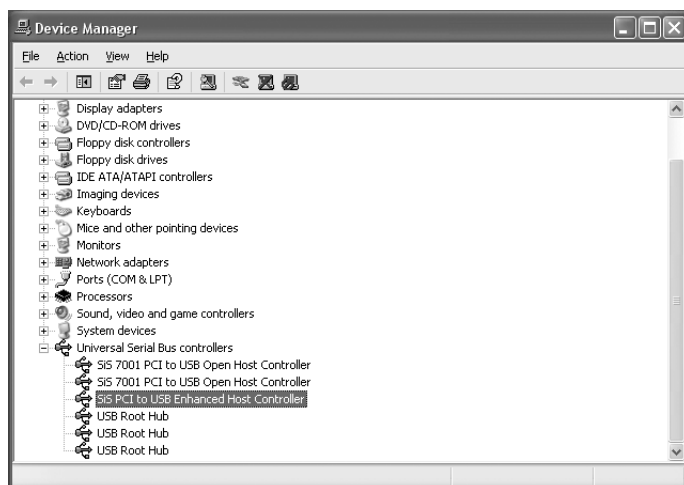 Device Manager
File Action View Help
Display adapters
DVD/CD-ROM drives
Floppy disk controllers
Floppy disk drives
IDE ATA/ATAPI controllers
Imaging devices
Keyboards
Mice and other pointing devices
Monitors
Network adapters
Ports (COM & LPT)
Processors
Sound, video and game controllers
System devices
Universal Serial Bus controllers
SiS 7001 PCI to USB Open Host Controller
SiS 7001 PCI to USB Open Host Controller
SiS PCI to USB Enhanced Host Controller
USB Root Hub
USB Root Hub
USB Root Hub